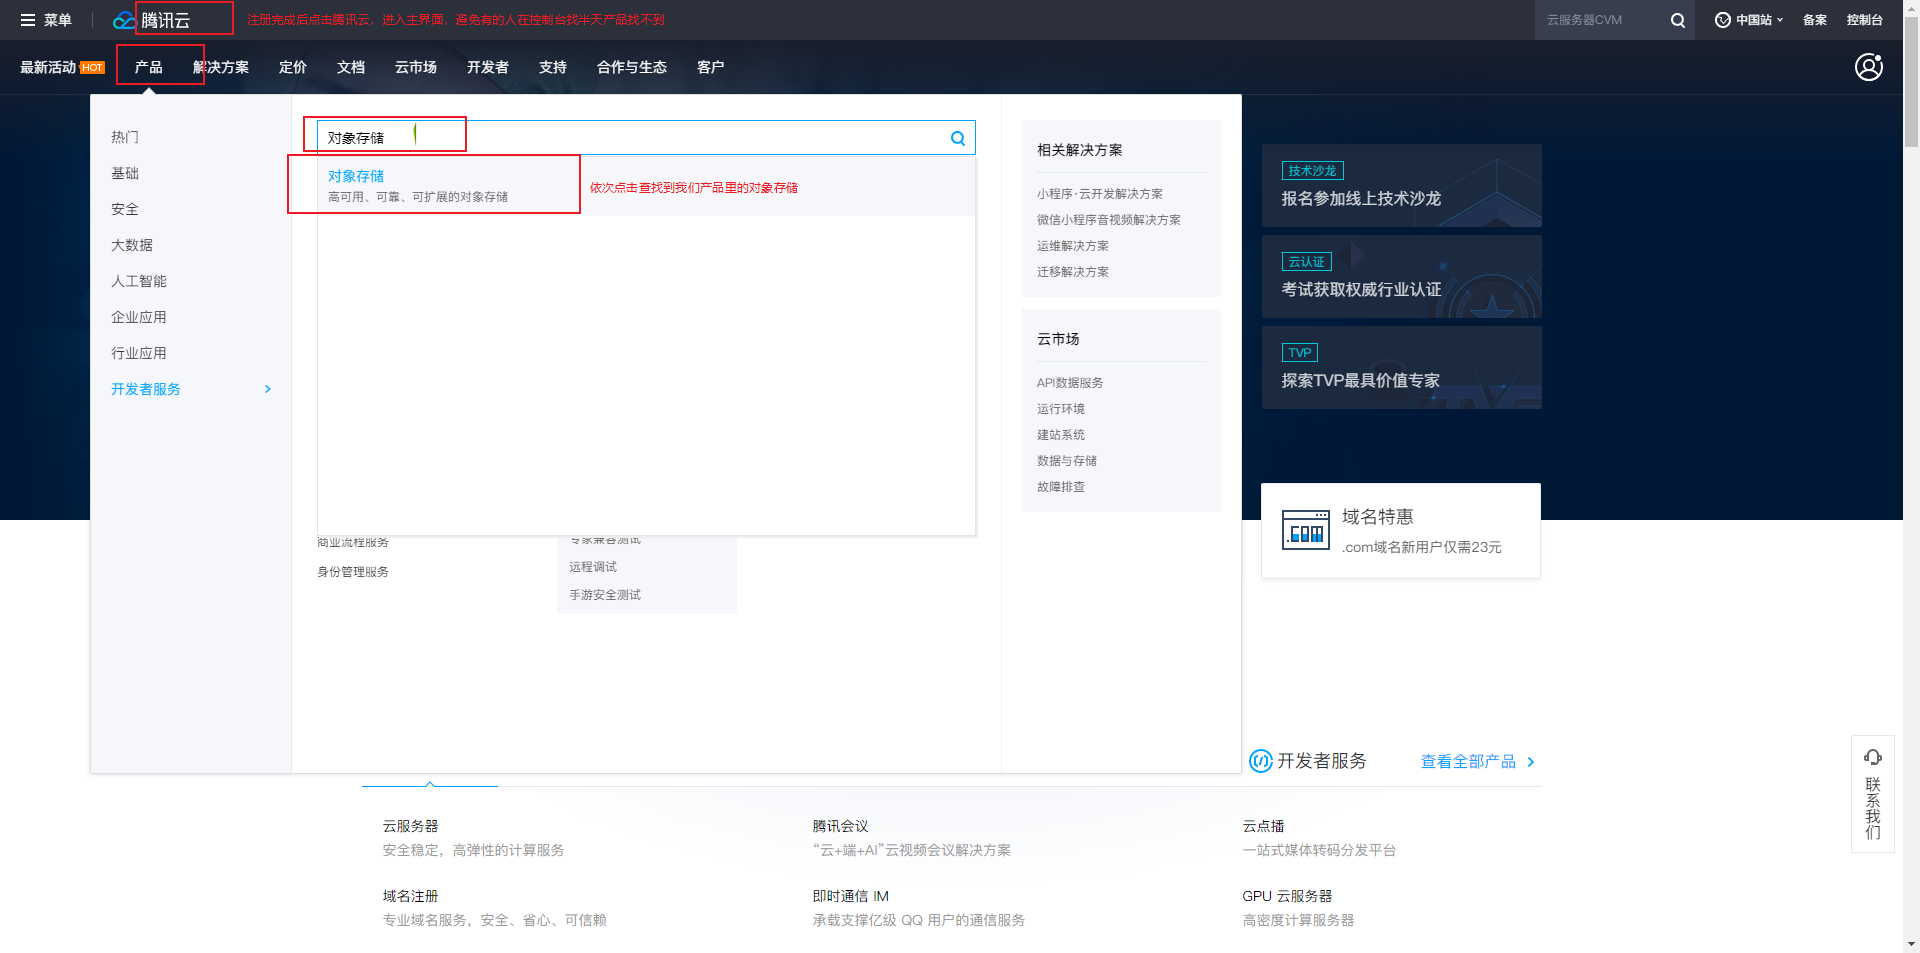 菜单
腾讯云
注册完成后点击腾讯云，进入主界面，避免有的人在控制台找半天产品找不到
云服务器CVM
中国站
备案
控制台
最新活动 HOT
产品
解决方案
定价
文档
云市场
开发者
支持
合作与生态
客户
热门
基础
安全
大数据
人工智能
企业应用
行业应用
开发者服务
对象存储
对象存储
高可用、可靠、可扩展的对象存储
依次点击查找到我们产品里的对象存储
商业流程服务
身份管理服务
专家兼容测试
远程调试
手游安全测试
相关解决方案
小程序·云开发解决方案
微信小程序音视频解决方案
运维解决方案
迁移解决方案
云市场
API数据服务
运行环境
建站系统
数据与存储
故障排查
技术沙龙
报名参加线上技术沙龙
云认证
考试获取权威行业认证
TVP
探索TVP最具价值专家
.COM
域名特惠
.com域名新用户仅需23元
开发者服务
查看全部产品
云服务器
安全稳定，高弹性的计算服务
腾讯会议
“云+端+AI”云视频会议解决方案
云点播
一站式媒体转码分发平台
域名注册
专业域名服务，安全、省心、可信赖
即时通信 IM
承载支撑亿级 QQ 用户的通信服务
GPU 云服务器
高密度计算服务器
联系我们